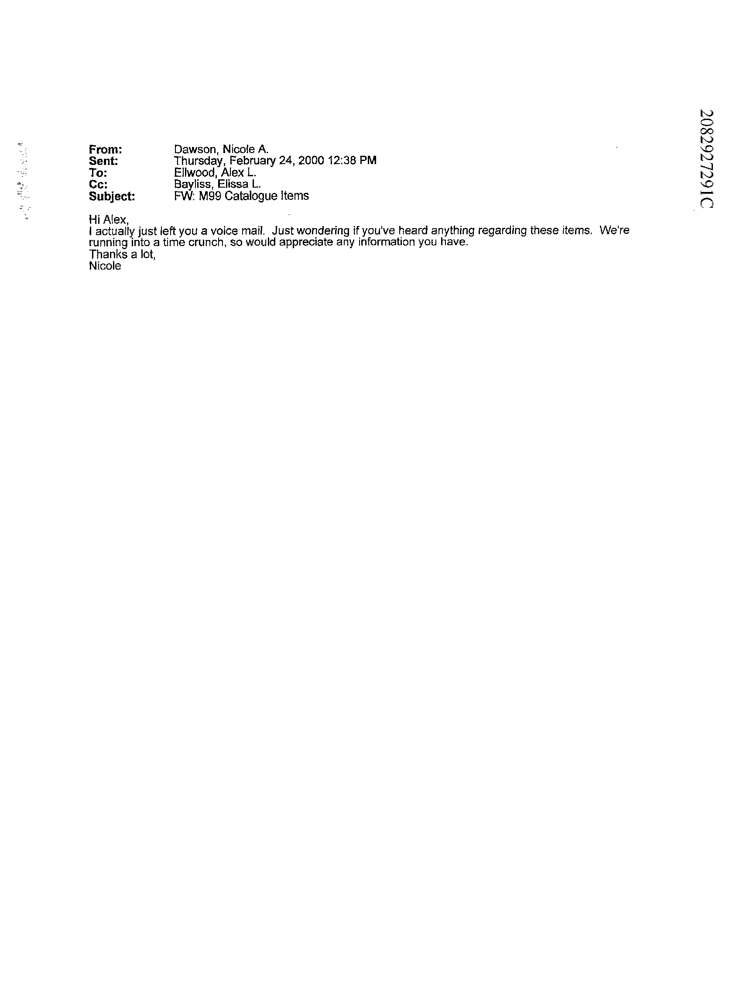 From: Dawson, Nicole A.
Sent: Thursday, February 24, 2000 12:38 PM
To: Ellwood, Alex L.
Cc: Bayliss, Elissa L.
Subject: FW: M99 Catalogue Items
Hi Alex,
I actually just left you a voice mail. Just wondering if you've heard anything regarding these items. We're
running into a time crunch, so would appreciate any information you have.
Thanks a lot,
Nicole
2082927291C